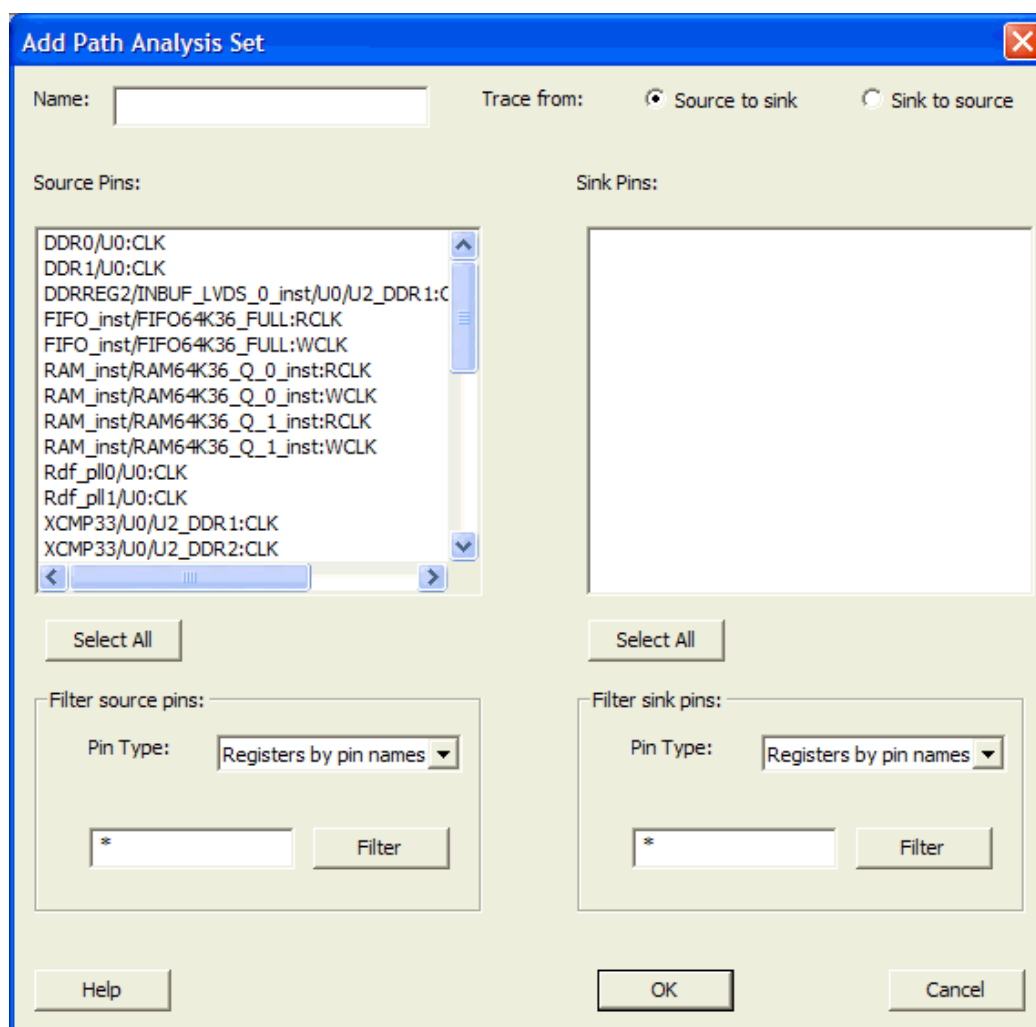 Add Path Analysis Set
Name: Trace from: Source to sink Sink to source
Source Pins: Sink Pins:
DDR0/U0:CLK
DDR1/U0:CLK
DDRREG2/INBUF_LVDS_0_inst/U0/U2_DDR1:C
FIFO_inst/FIFO64K36_FULL:RCLK
FIFO_inst/FIFO64K36_FULL:WCLK
RAM_inst/RAM64K36_Q_0_inst:RCLK
RAM_inst/RAM64K36_Q_0_inst:WCLK
RAM_inst/RAM64K36_Q_1_inst:RCLK
RAM_inst/RAM64K36_Q_1_inst:WCLK
Rdf_pll0/U0:CLK
Rdf_pll1/U0:CLK
XCMP33/U0/U2_DDR1:CLK
XCMP33/U0/U2_DDR2:CLK
Select All Select All
Filter source pins: Filter sink pins:
Pin Type: Registers by pin names Pin Type: Registers by pin names
* Filter * Filter
Help OK Cancel